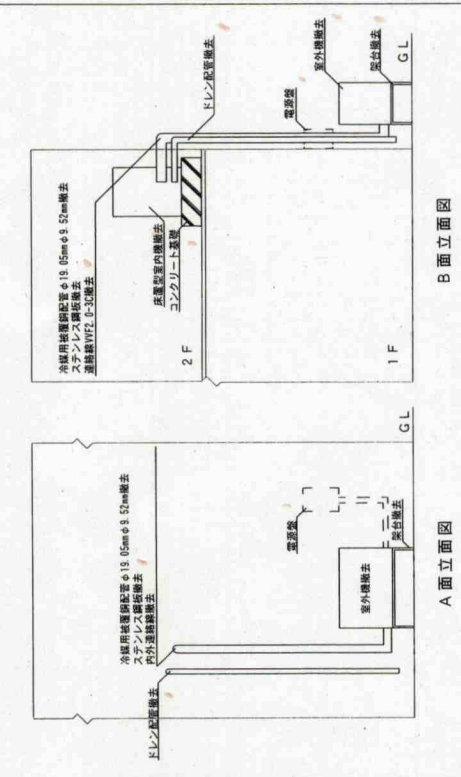 冷媒用被覆銅配管φ19.05mmφ9.52mm撤去
ステンレス鋼板撤去
内外連絡線撤去
ドレン配管撤去
電源盤
室外機撤去
架台撤去
GL
A面立面図
冷媒用被覆銅配管φ19.05mmφ9.52mm撤去
ステンレス鋼板撤去
連絡線VVF2.0-3C撤去
2F
床置型室内機撤去
コンクリート基礎
ドレン配管撤去
電源盤
室外機撤去
架台撤去
1F
GL
B面立面図